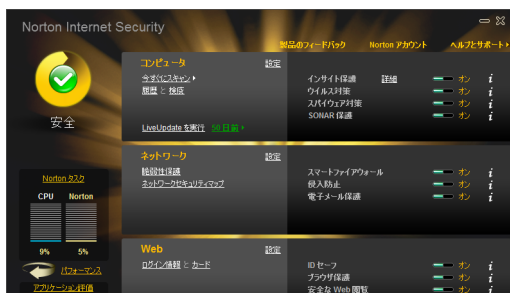 Norton Internet Security
製品のフィードバック Norton アカウント ヘルプとサポート
安全
コンピュータ 設定
今すぐにスキャン
履歴 と 検疫
LiveUpdate を実行 50 日前
インサイト保護 詳細 オン i
ウイルス対策 オン i
スパイウェア対策 オン i
SONAR 保護 オン i
ネットワーク 設定
脆弱性保護
ネットワークセキュリティマップ
スマートファイアウォール オン i
侵入防止 オン i
電子メール保護 オン i
Norton タスク
CPU Norton
9% 5%
パフォーマンス
アプリケーション評価
Web 設定
ログイン情報 と カード
ID セーフ オン i
ブラウザ保護 オン i
安全な Web 閲覧 オン i